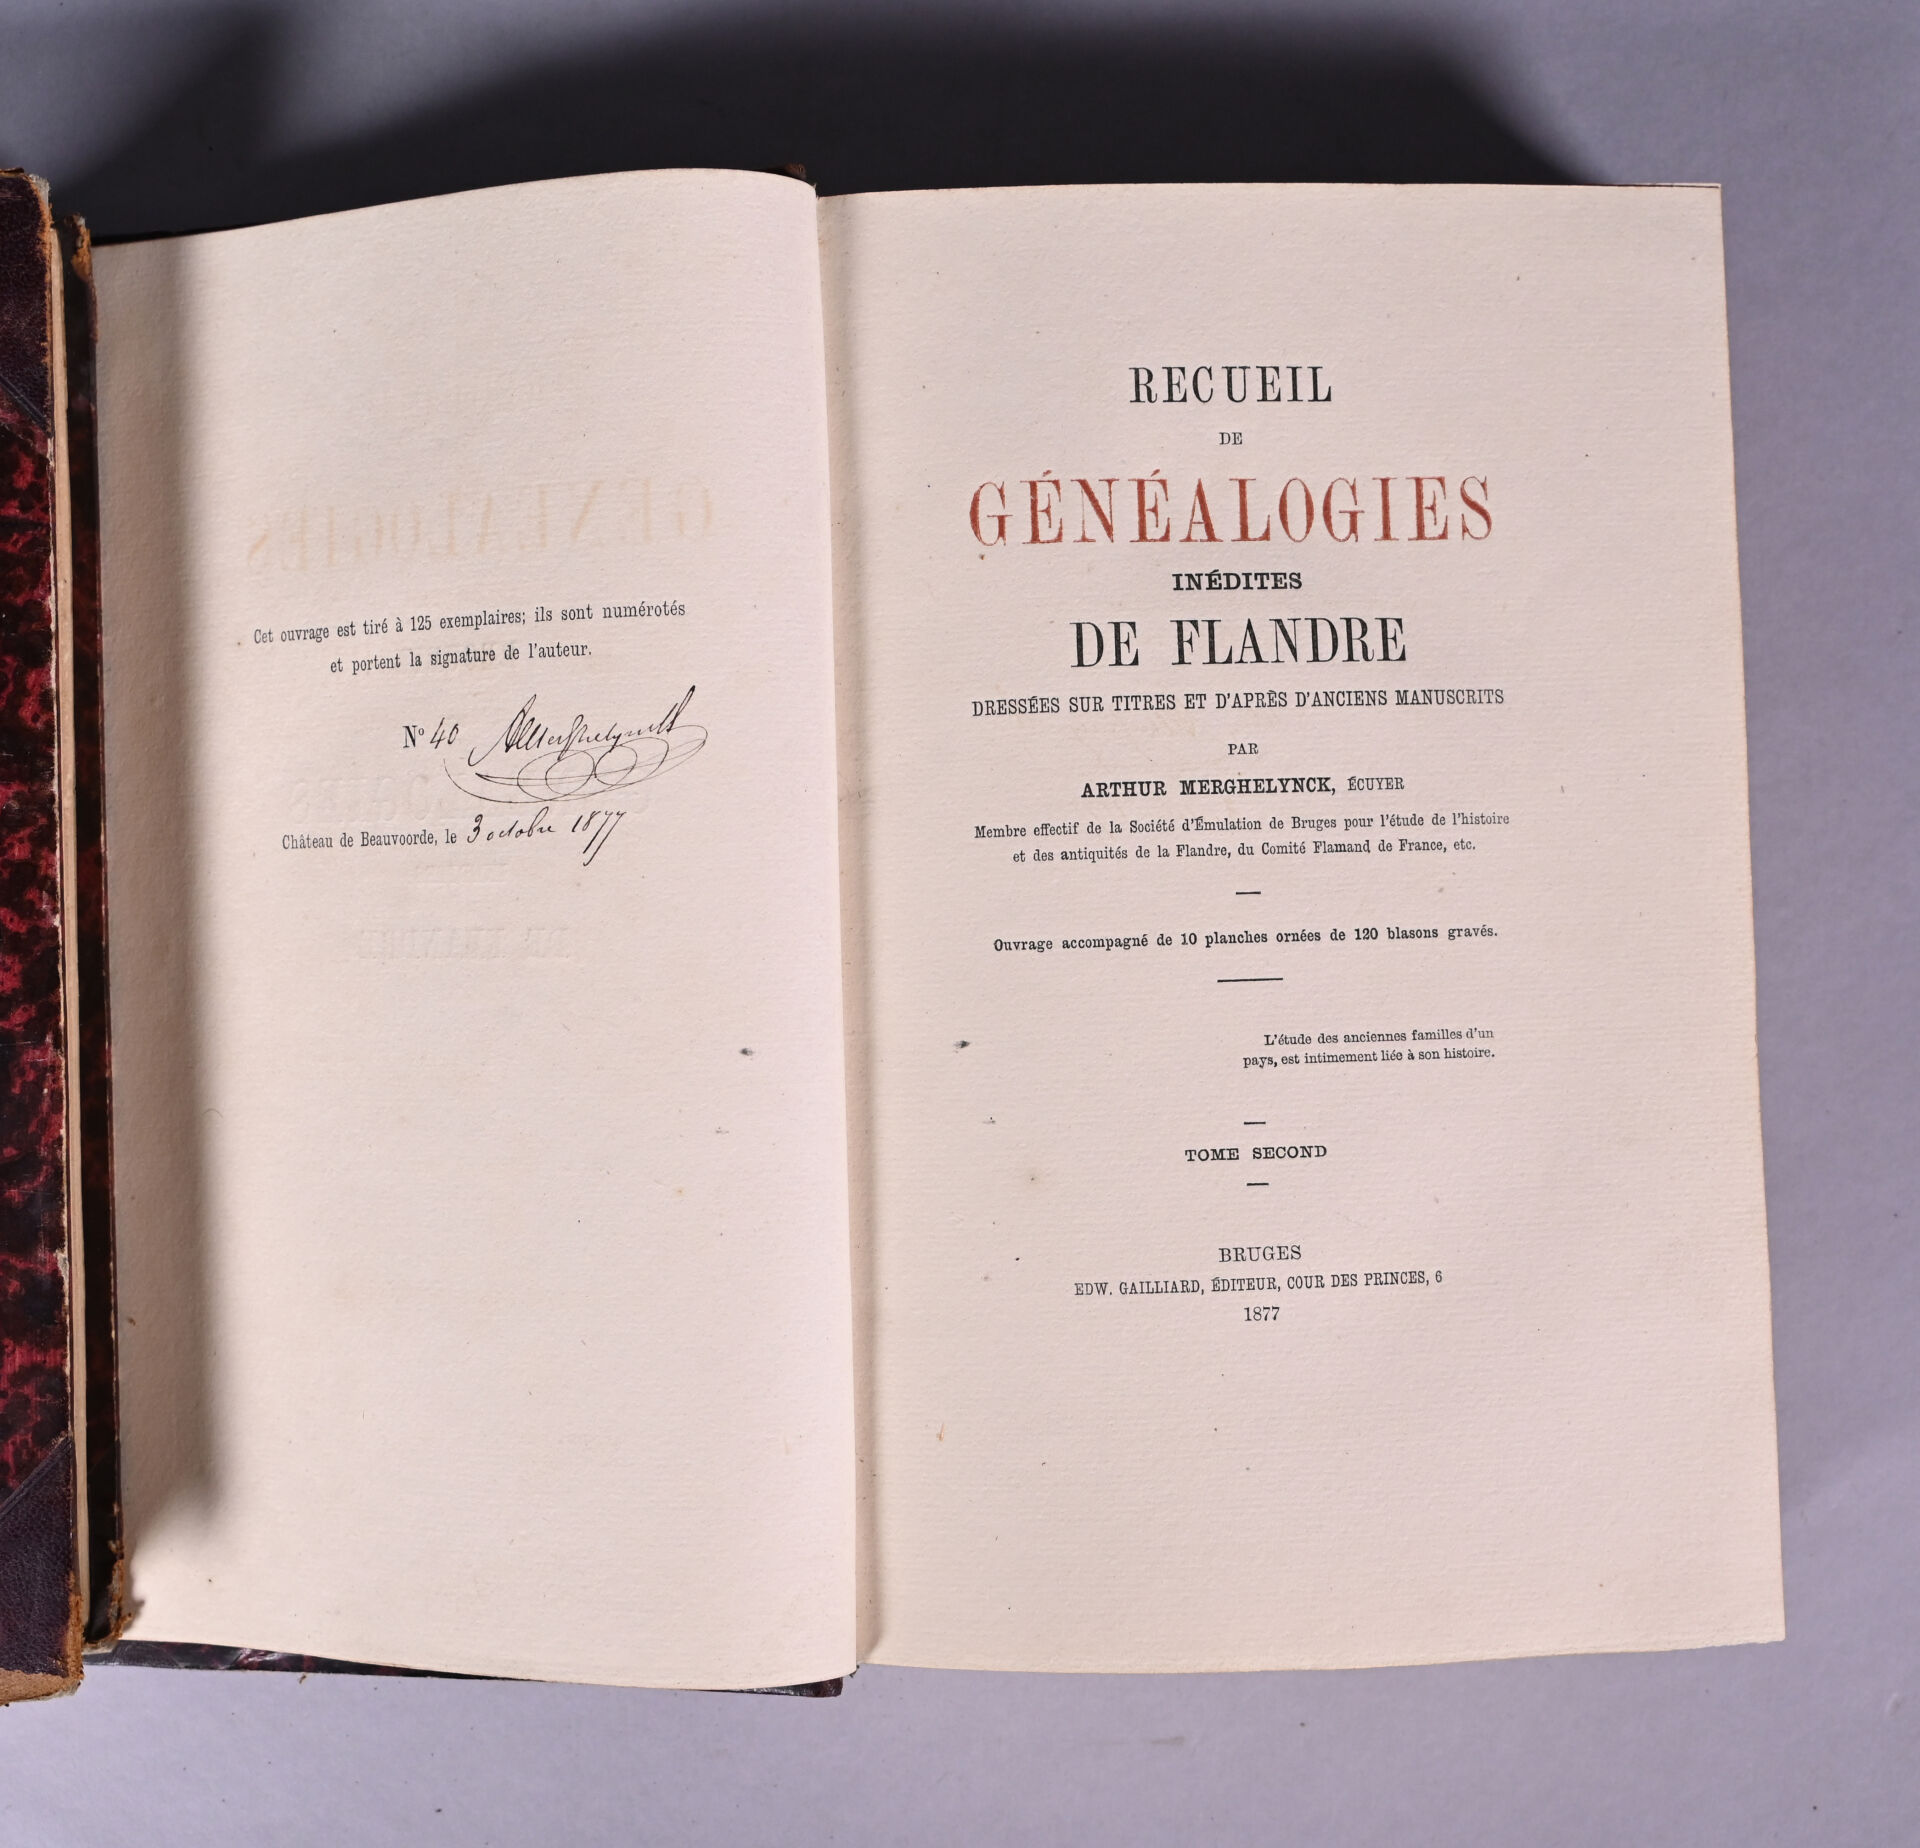 Cet ouvrage est tiré à 125 exemplaires; ils sont numérotés
et portent la signature de l'auteur.
Nº 40 AMerghelynck
Château de Beauvoorde, le 3 octobre 1877
RECUEIL
DE
GÉNÉALOGIES
INÉDITES
DE FLANDRE
DRESSÉES SUR TITRES ET D'APRÈS D'ANCIENS MANUSCRITS
PAR
ARTHUR MERGHELYNCK, ÉCUYER
Membre effectif de la Société d'Émulation de Bruges pour l'étude de l'histoire
et des antiquités de la Flandre, du Comité Flamand de France, etc.
Ouvrage accompagné de 10 planches ornées de 120 blasons gravés.
L'étude des anciennes familles d'un
pays, est intimement liée à son histoire.
TOME SECOND
BRUGES
EDW. GAILLIARD, ÉDITEUR, COUR DES PRINCES, 6
1877